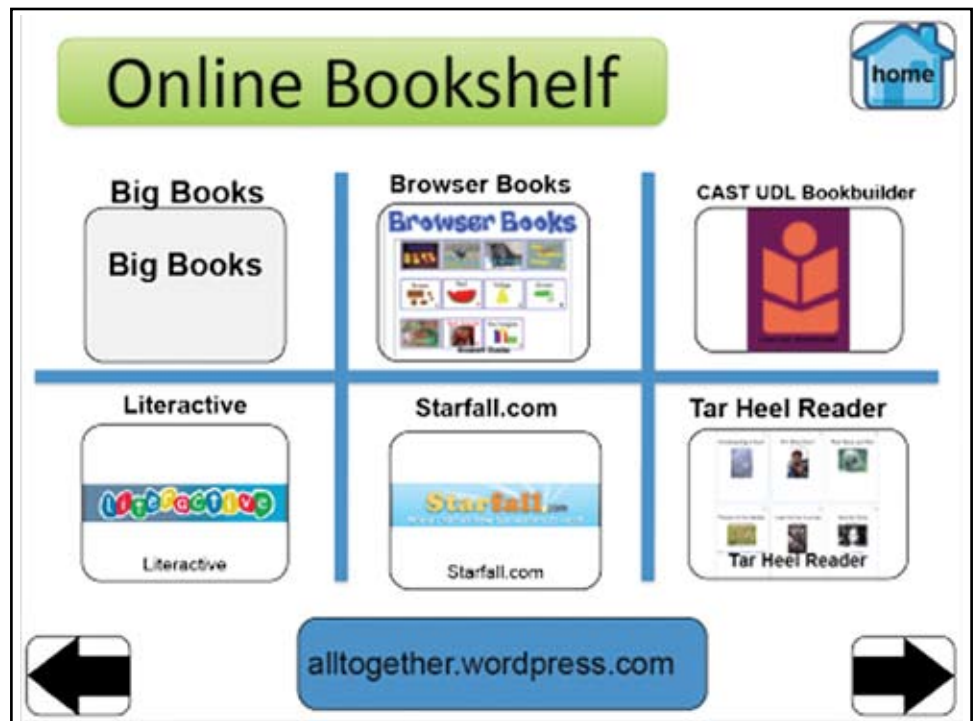 Online Bookshelf
home
Big Books
Big Books
Browser Books
Browser Books
CAST UDL Bookbuilder
Literactive
Literactive
Literactive
Starfall.com
Starfall.com
Starfall.com
Tar Heel Reader
Tar Heel Reader
alltogether.wordpress.com